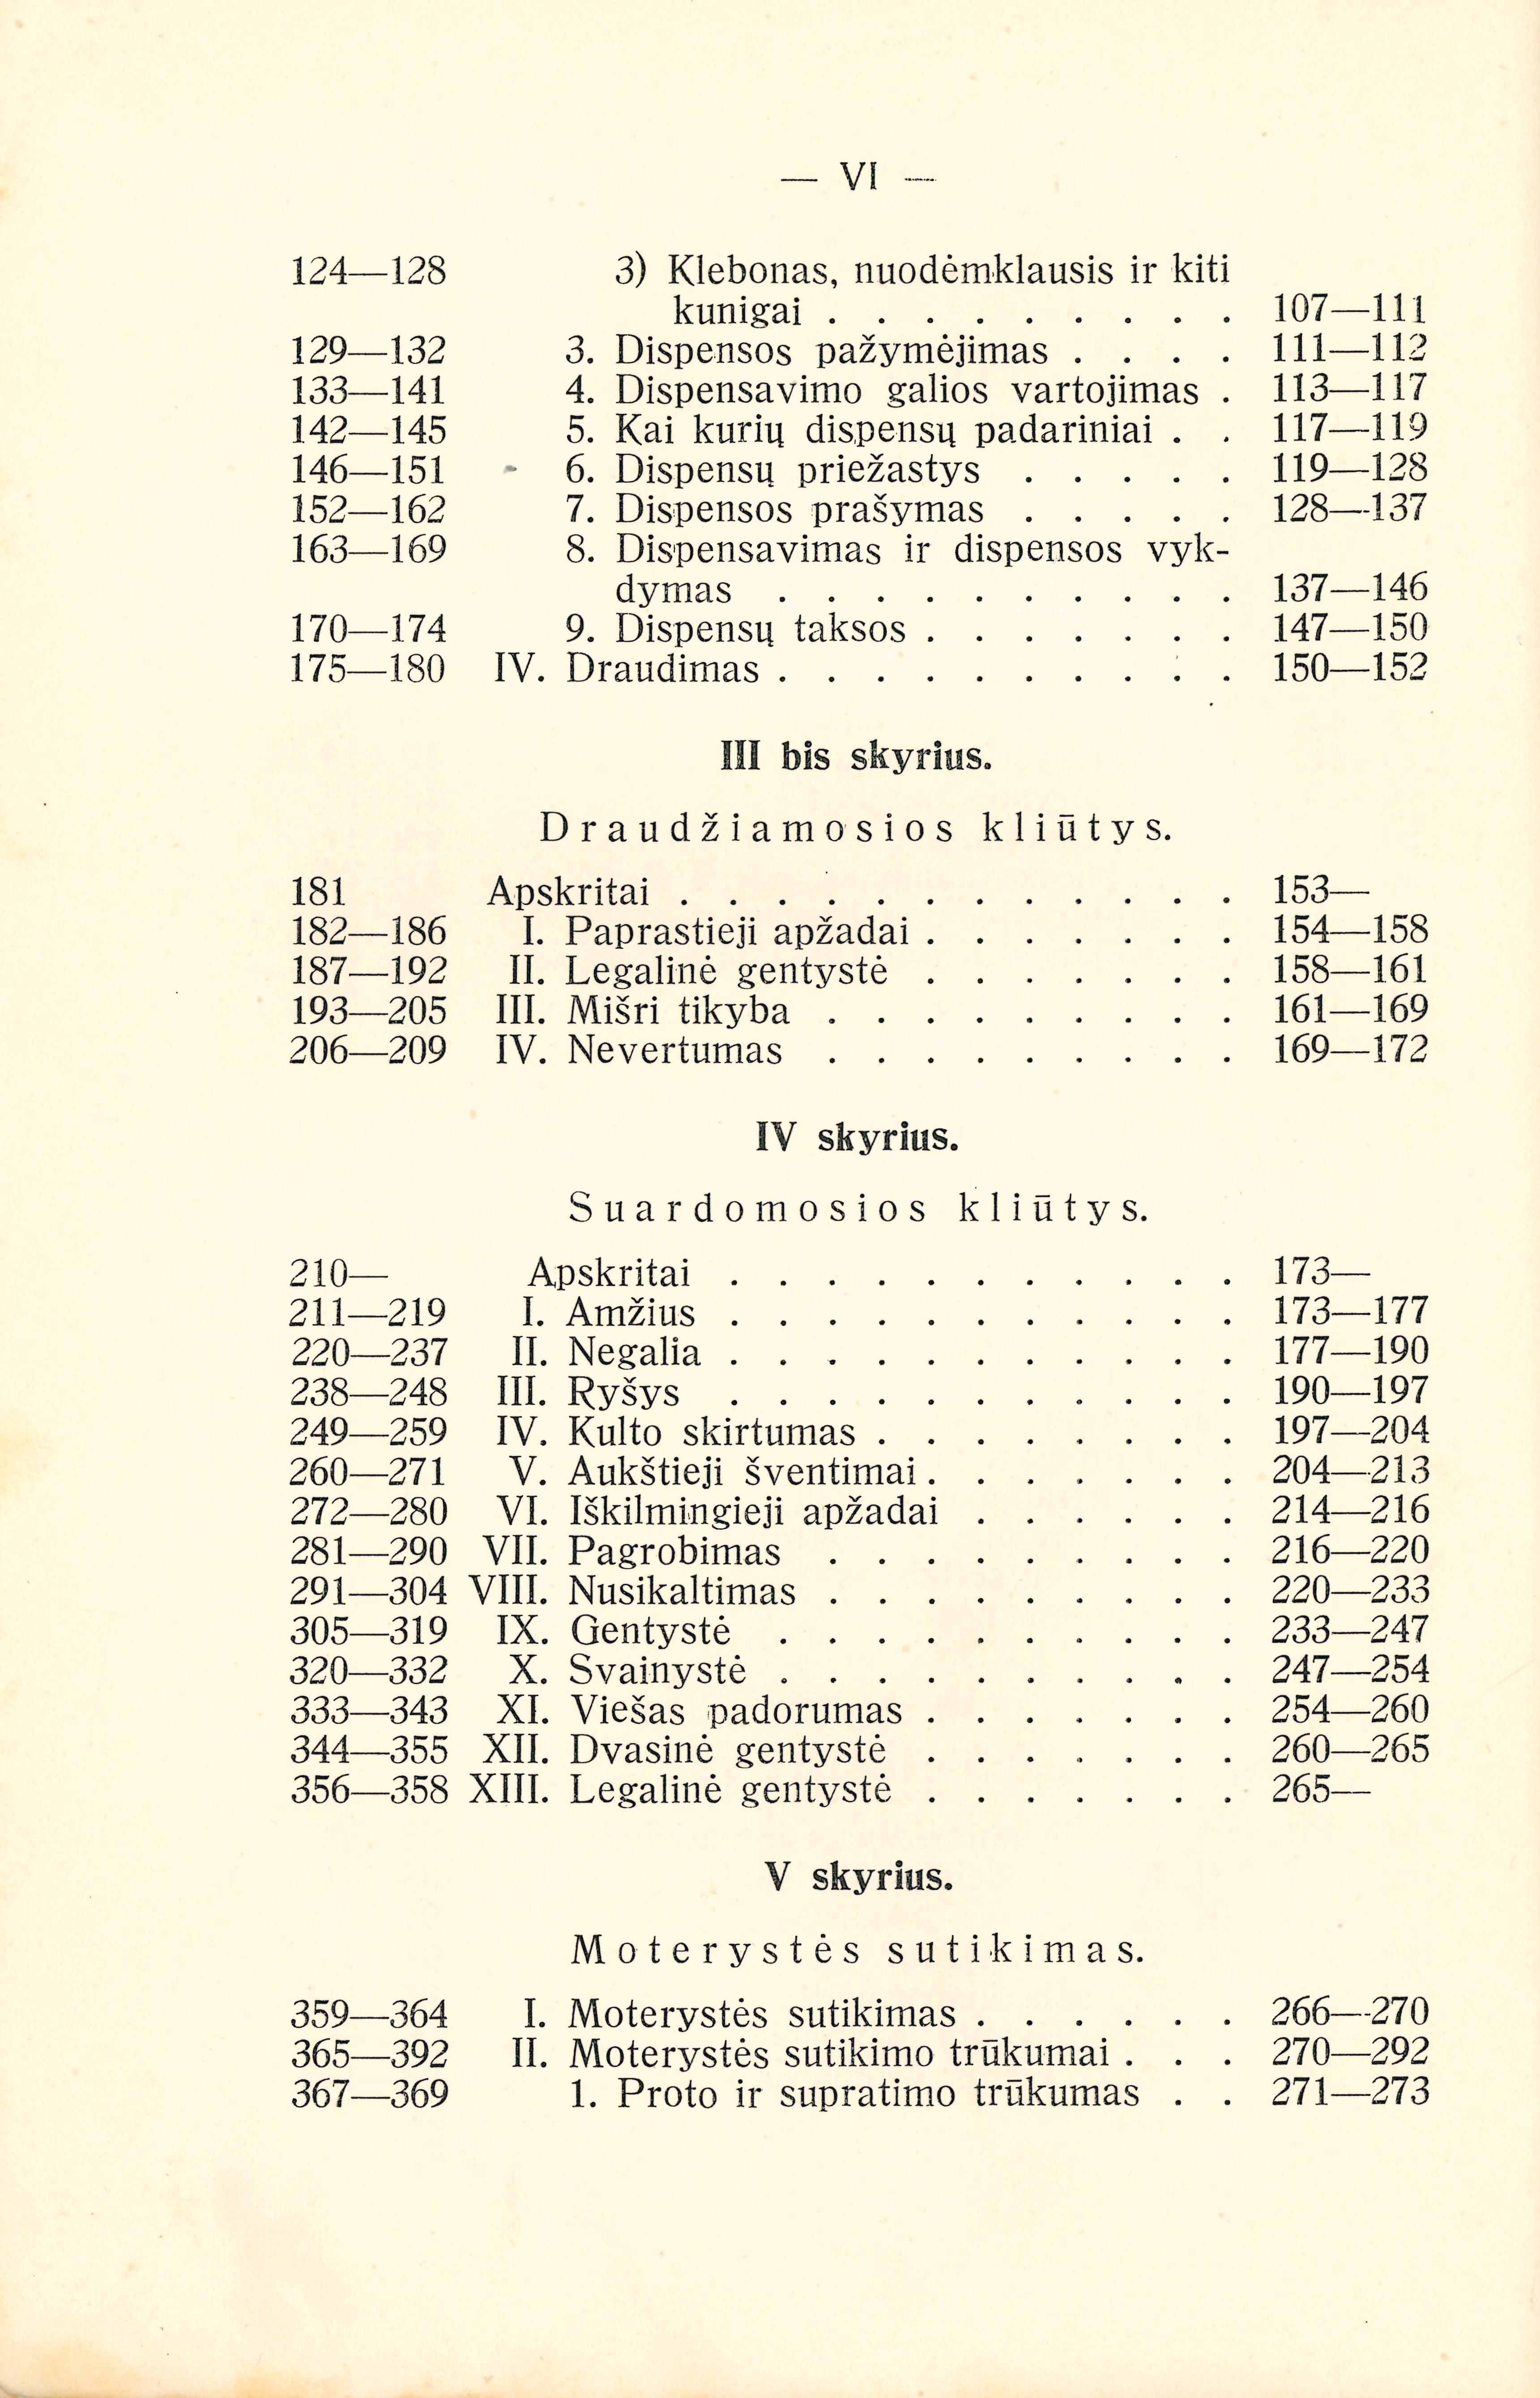 — VI —
124—128 3) Klebonas, nuodėmklausis ir kiti
kunigai . . . . . . . . . 107—111
129—132 3. Dispensos pažymėjimas . . . . 111—112
133—141 4. Dispensavimo galios vartojimas . 113—117
142—145 5. Kai kurių dispensų padariniai . . 117—119
146—151 6. Dispensų priežastys . . . . . 119—128
152—162 7. Dispensos prašymas . . . . . 128—137
163—169 8. Dispensavimas ir dispensos vyk-
dymas . . . . . . . . . . 137—146
170—174 9. Dispensų taksos . . . . . . . 147—150
175—180 IV. Draudimas . . . . . . . . . . 150—152
III bis skyrius.
Draudžiamosios kliūtys.
181 Apskritai . . . . . . . . . . . . 153—
182—186 I. Paprastieji apžadai . . . . . . . 154—158
187—192 II. Legalinė gentystė . . . . . . . 158—161
193—205 III. Mišri tikyba . . . . . . . . . 161—169
206—209 IV. Nevertumas . . . . . . . . . 169—172
IV skyrius.
Suardomosios kliūtys.
210— Apskritai . . . . . . . . . . . 173—
211—219 I. Amžius . . . . . . . . . . . 173—177
220—237 II. Negalia . . . . . . . . . . . 177—190
238—248 III. Ryšys . . . . . . . . . . . 190—197
249—259 IV. Kulto skirtumas . . . . . . . . 197—204
260—271 V. Aukštieji šventimai . . . . . . . 204—213
272—280 VI. Iškilmingieji apžadai . . . . . . 214—216
281—290 VII. Pagrobimas . . . . . . . . . 216—220
291—304 VIII. Nusikaltimas . . . . . . . . . 220—233
305—319 IX. Gentystė . . . . . . . . . . 233—247
320—332 X. Svainystė . . . . . . . . . . 247—254
333—343 XI. Viešas padorumas . . . . . . . 254—260
344—355 XII. Dvasinė gentystė . . . . . . . 260—265
356—358 XIII. Legalinė gentystė . . . . . . . 265—
V skyrius.
Moterystės sutikimas.
359—364 I. Moterystės sutikimas . . . . . . 266—270
365—392 II. Moterystės sutikimo trūkumai . . . 270—292
367—369 1. Proto ir supratimo trūkumas . . 271—273